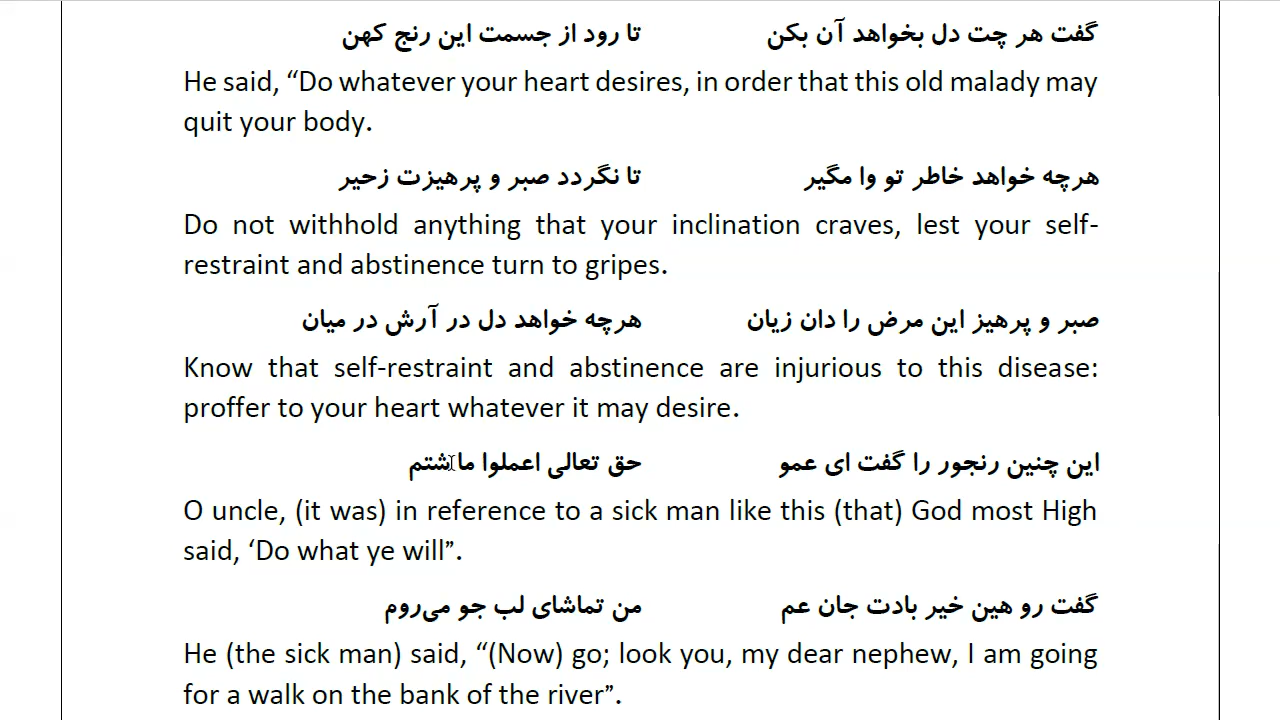 گفت هر چت دل بخواهد آن بکن تا رود از جسمت این رنج کهن
He said, “Do whatever your heart desires, in order that this old malady may
quit your body.
هرچه خواهد خاطر تو وا مگیر تا نگردد صبر و پرهیزت زحیر
Do not withhold anything that your inclination craves, lest your self-
restraint and abstinence turn to gripes.
صبر و پرهیز این مرض را دان زیان هرچه خواهد دل در آرش در میان
Know that self-restraint and abstinence are injurious to this disease:
proffer to your heart whatever it may desire.
این چنین رنجور را گفت ای عمو حق تعالی اعملوا ما شتم
O uncle, (it was) in reference to a sick man like this (that) God most High
said, ‘Do what ye will”.
گفت رو هین خیر بادت جان عم من تماشای لب جو می‌روم
He (the sick man) said, “(Now) go; look you, my dear nephew, I am going
for a walk on the bank of the river”.